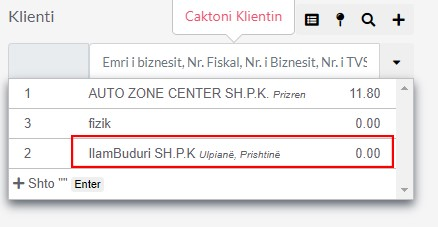 Klienti
Caktoni Klientin
Emri i biznesit, Nr. Fiskal, Nr. i Biznesit, Nr. i TVS
1 AUTO ZONE CENTER SH.P.K. Prizren 11.80
3 fizik 0.00
2 IlamBuduri SH.P.K Ulpianë, Prishtinë 0.00
+ Shto "" Enter